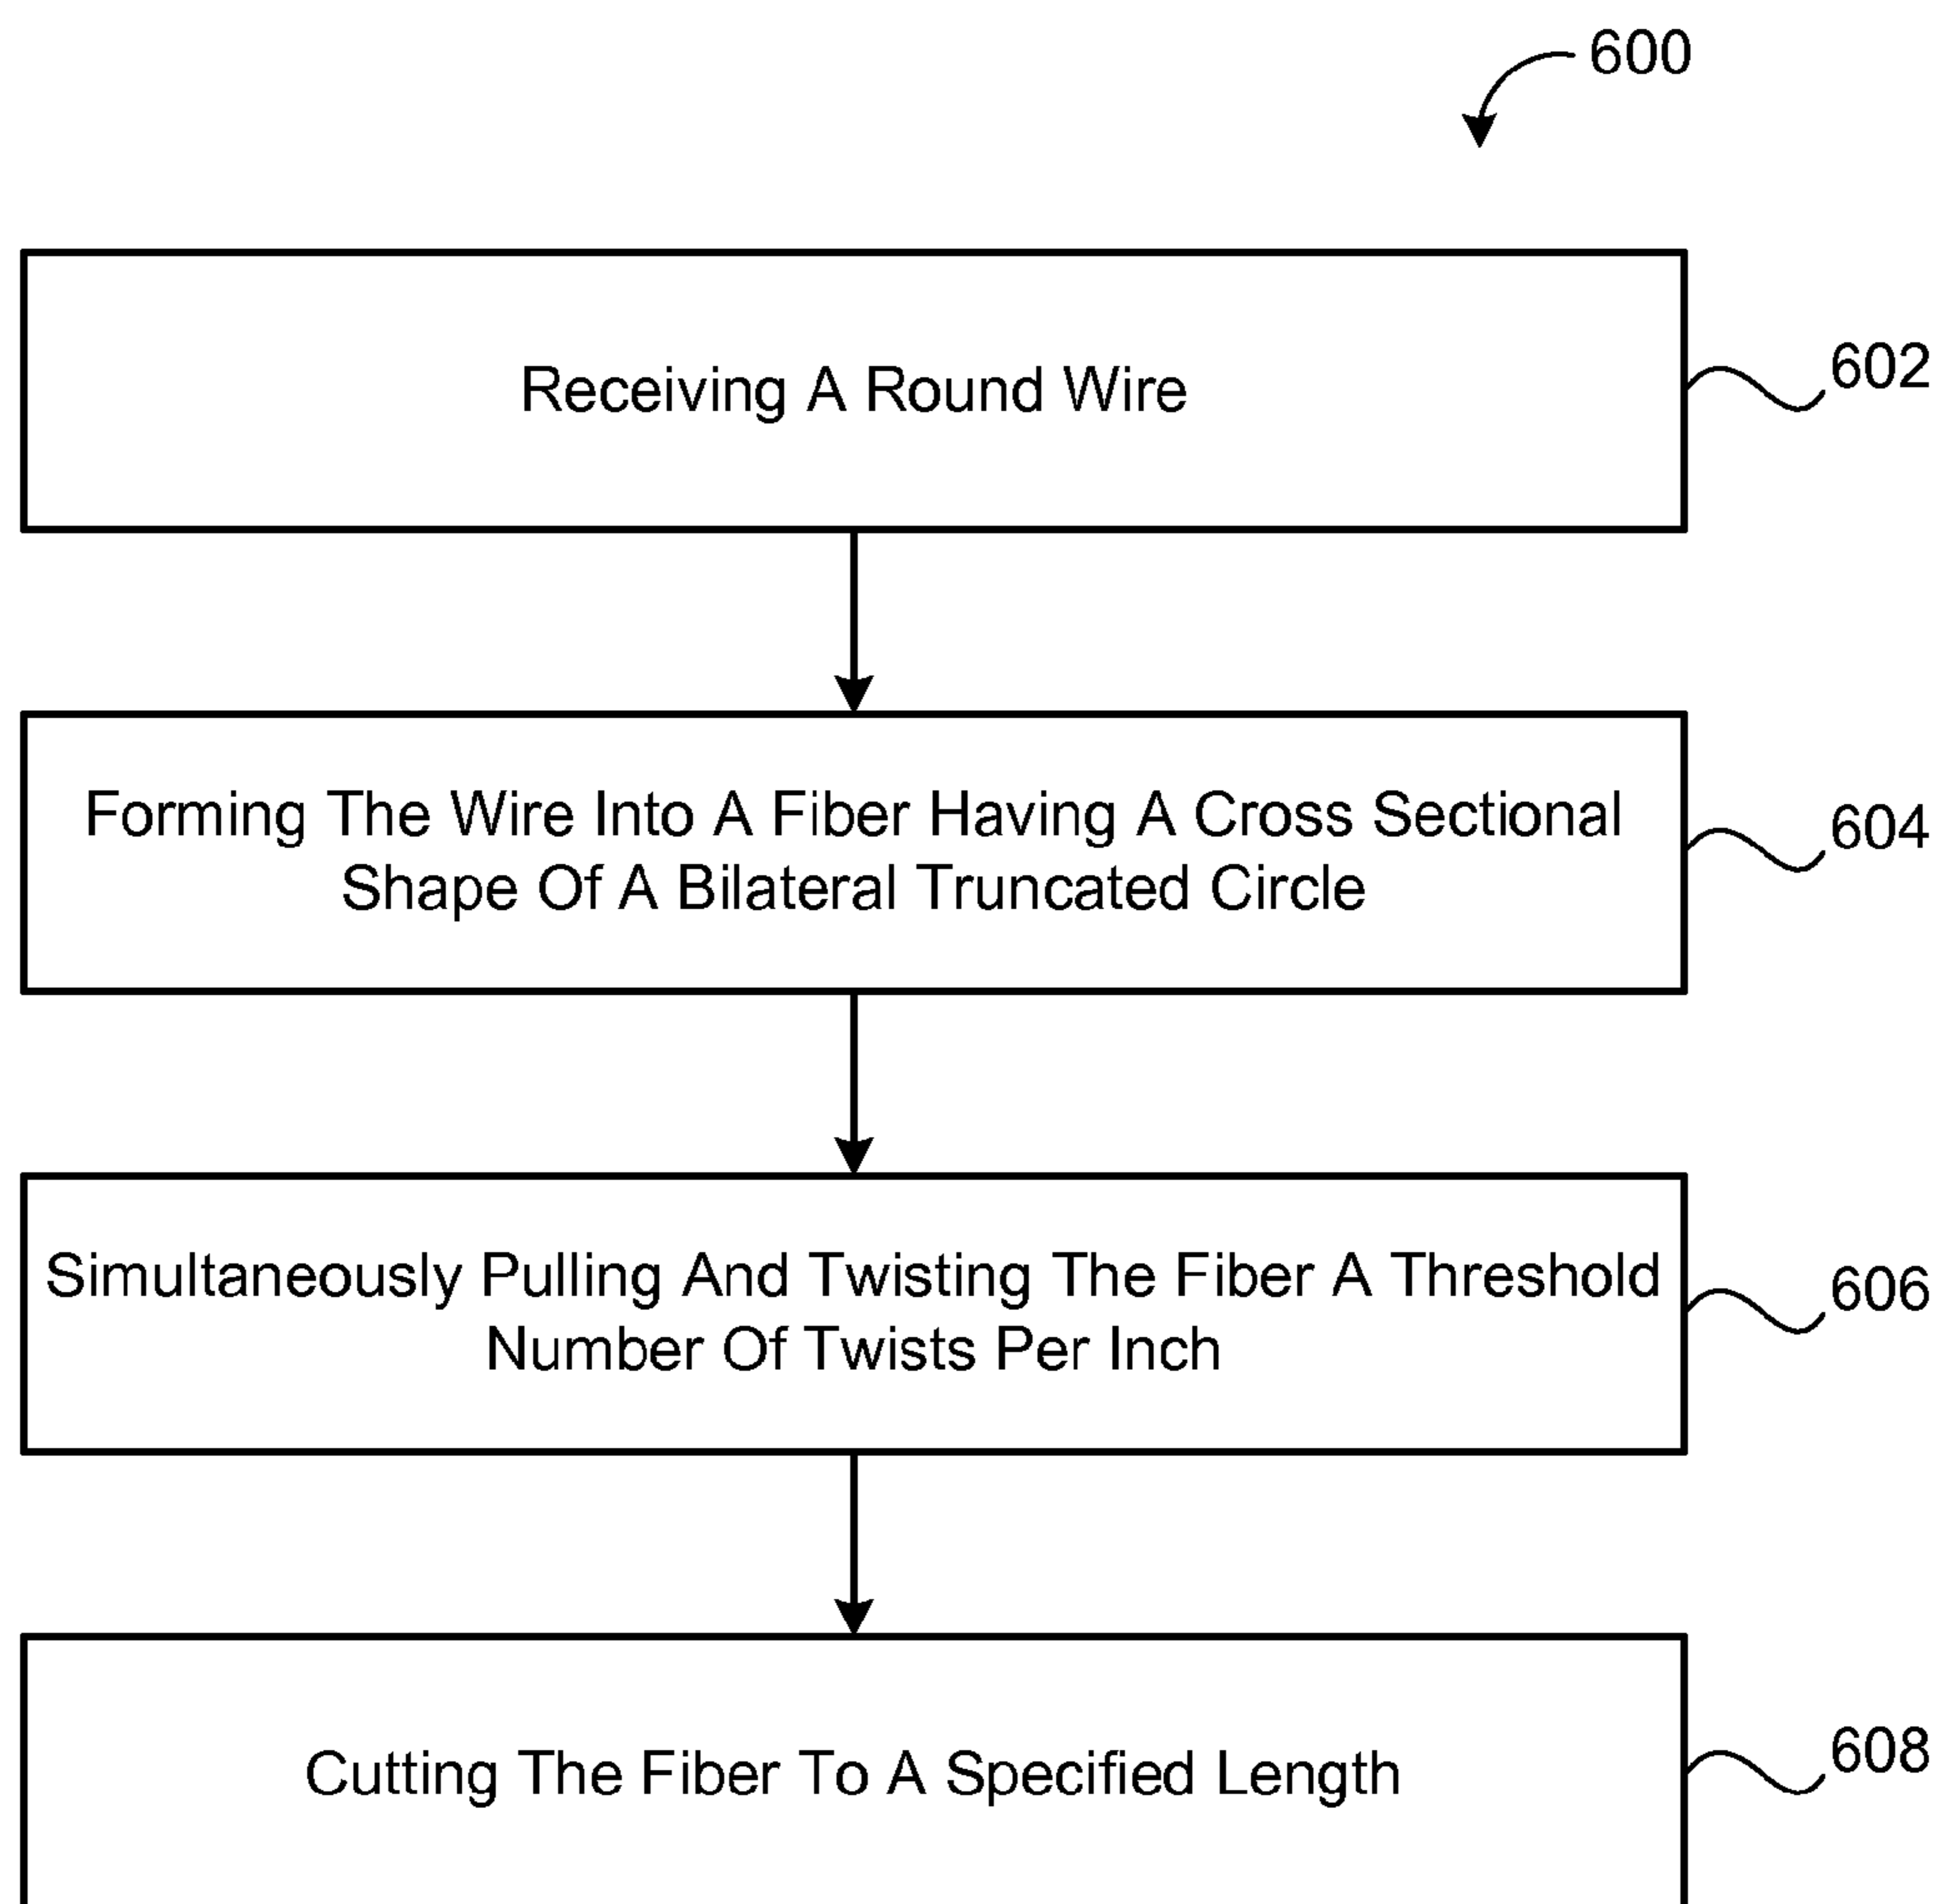 600
Receiving A Round Wire
602
Forming The Wire Into A Fiber Having A Cross Sectional
Shape Of A Bilateral Truncated Circle
604
Simultaneously Pulling And Twisting The Fiber A Threshold
Number Of Twists Per Inch
606
Cutting The Fiber To A Specified Length
608